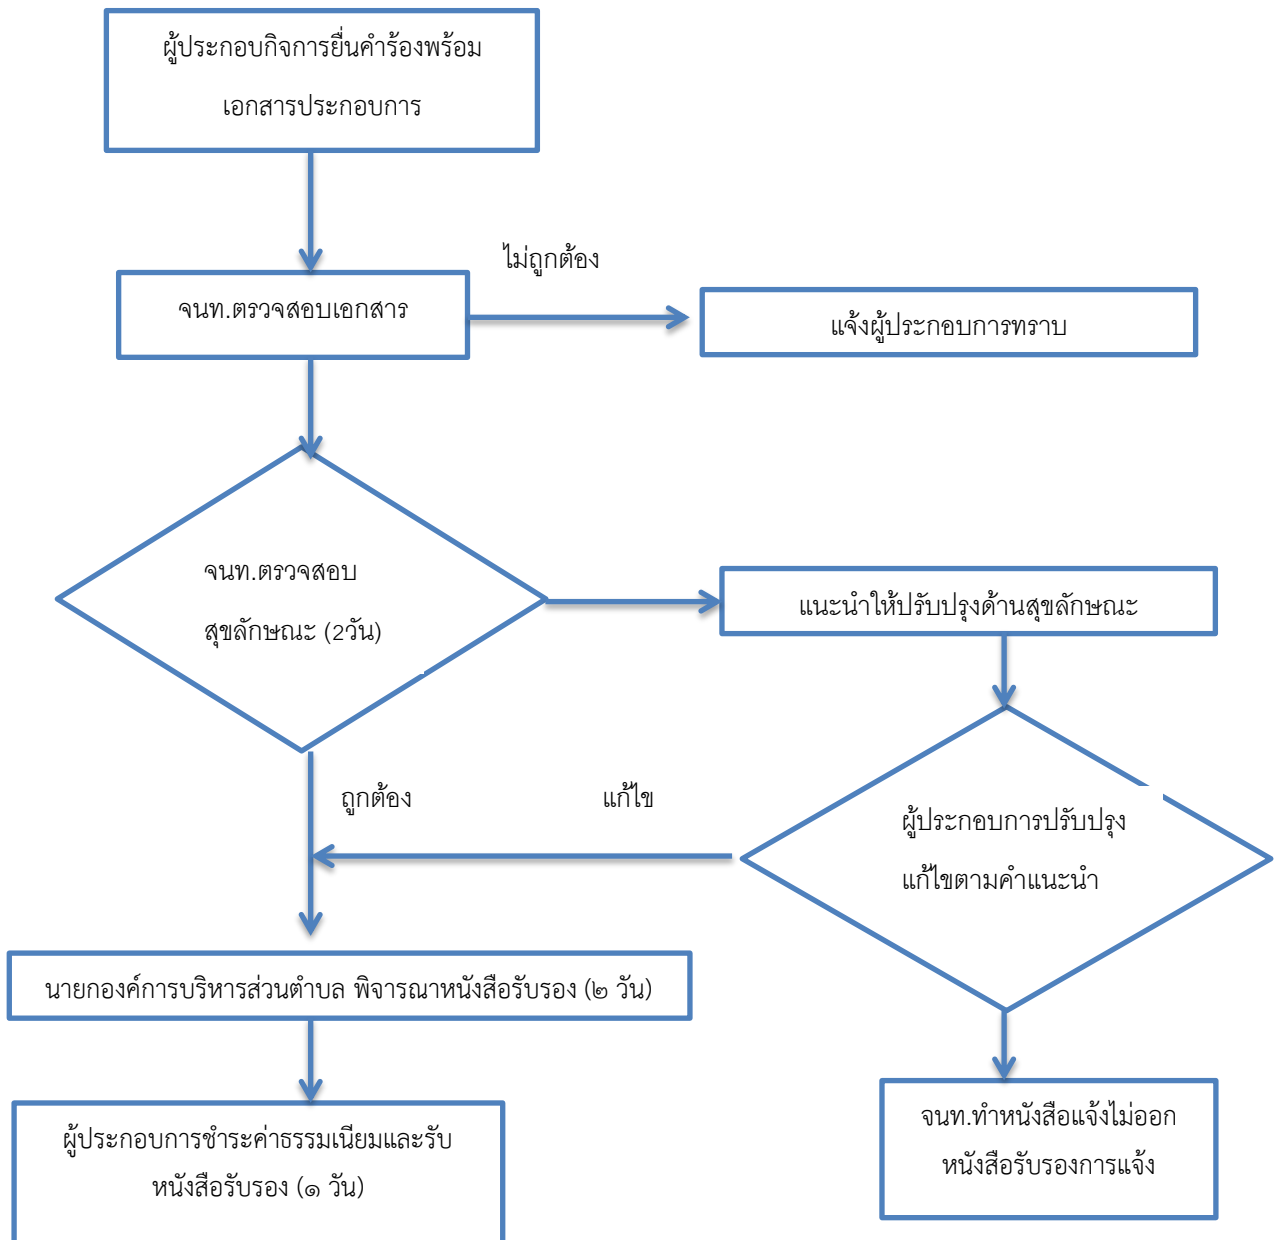 ผู้ประกอบกิจการยื่นคำร้องพร้อม
เอกสารประกอบการ
ไม่ถูกต้อง
จนท.ตรวจสอบเอกสาร
แจ้งผู้ประกอบการทราบ
จนท.ตรวจสอบ
สุขลักษณะ (2วัน)
แนะนำให้ปรับปรุงด้านสุขลักษณะ
ถูกต้อง
แก้ไข
ผู้ประกอบการปรับปรุง
แก้ไขตามคำแนะนำ
นายกองค์การบริหารส่วนตำบล พิจารณาหนังสือรับรอง (๒ วัน)
ผู้ประกอบการชำระค่าธรรมเนียมและรับ
หนังสือรับรอง (๑ วัน)
จนท.ทำหนังสือแจ้งไม่ออก
หนังสือรับรองการแจ้ง